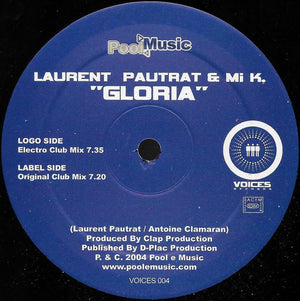 Pool e Music
LAURENT PAUTRAT & Mi K.
"GLORIA"
LOGO SIDE
Electro Club Mix 7.35
LABEL SIDE
Original Club Mix 7.20
VOICES
RECORDS
SACEM
(Laurent Pautrat / Antoine Clamaran)
Produced By Clap Production
Published By D-Plac Production
P. & C. 2004 Pool e Music
www.poolemusic.com
VOICES 004